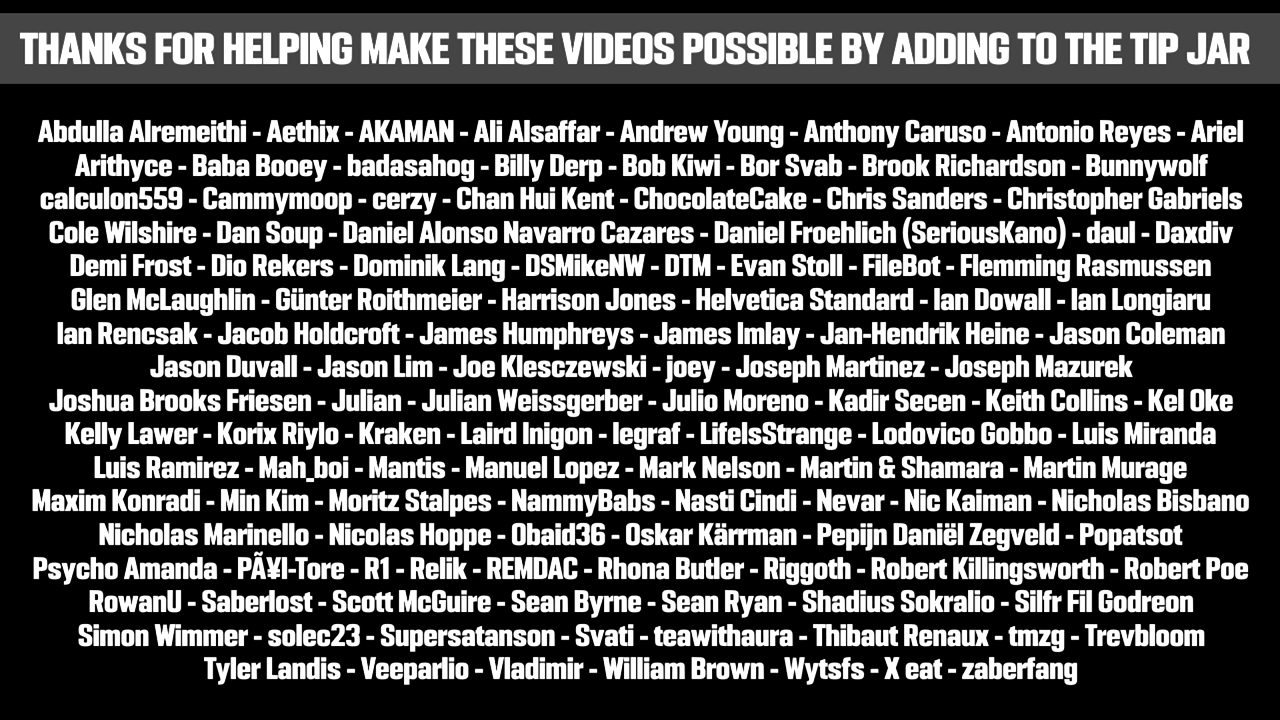 THANKS FOR HELPING MAKE THESE VIDEOS POSSIBLE BY ADDING TO THE TIP JAR
Abdulla Alremeithi - Aethix - AKAMAN - Ali Alsaffar - Andrew Young - Anthony Caruso - Antonio Reyes - Ariel
Arithyce - Baba Booey - badasahog - Billy Derp - Bob Kiwi - Bor Svab - Brook Richardson - Bunnywolf
calculon559 - Cammymoop - cerzy - Chan Hui Kent - ChocolateCake - Chris Sanders - Christopher Gabriels
Cole Wilshire - Dan Soup - Daniel Alonso Navarro Cazares - Daniel Froehlich (SeriousKano) - daul - Daxdiv
Demi Frost - Dio Rekers - Dominik Lang - DSMikeNW - DTM - Evan Stoll - FileBot - Flemming Rasmussen
Glen McLaughlin - Günter Roithmeier - Harrison Jones - Helvetica Standard - Ian Dowall - Ian Longiaru
Ian Rencsak - Jacob Holdcroft - James Humphreys - James Imlay - Jan-Hendrik Heine - Jason Coleman
Jason Duvall - Jason Lim - Joe Klesczewski - joey - Joseph Martinez - Joseph Mazurek
Joshua Brooks Friesen - Julian - Julian Weissgerber - Julio Moreno - Kadir Secen - Keith Collins - Kel Oke
Kelly Lawer - Korix Riylo - Kraken - Laird Inigon - legraf - LifeIsStrange - Lodovico Gobbo - Luis Miranda
Luis Ramirez - Mah_boi - Mantis - Manuel Lopez - Mark Nelson - Martin & Shamara - Martin Murage
Maxim Konradi - Min Kim - Moritz Stalpes - NammyBabs - Nasti Cindi - Nevar - Nic Kaiman - Nicholas Bisbano
Nicholas Marinello - Nicolas Hoppe - Obaid36 - Oskar Kärrman - Pepijn Daniël Zegveld - Popatsot
Psycho Amanda - PÃ¥l-Tore - R1 - Relik - REMDAC - Rhona Butler - Riggoth - Robert Killingsworth - Robert Poe
RowanU - Saberlost - Scott McGuire - Sean Byrne - Sean Ryan - Shadius Sokralio - Silfr Fil Godreon
Simon Wimmer - solec23 - Supersatanson - Svati - teawithaura - Thibaut Renaux - tmzg - Trevbloom
Tyler Landis - Veeparlio - Vladimir - William Brown - Wytsfs - X eat - zaberfang